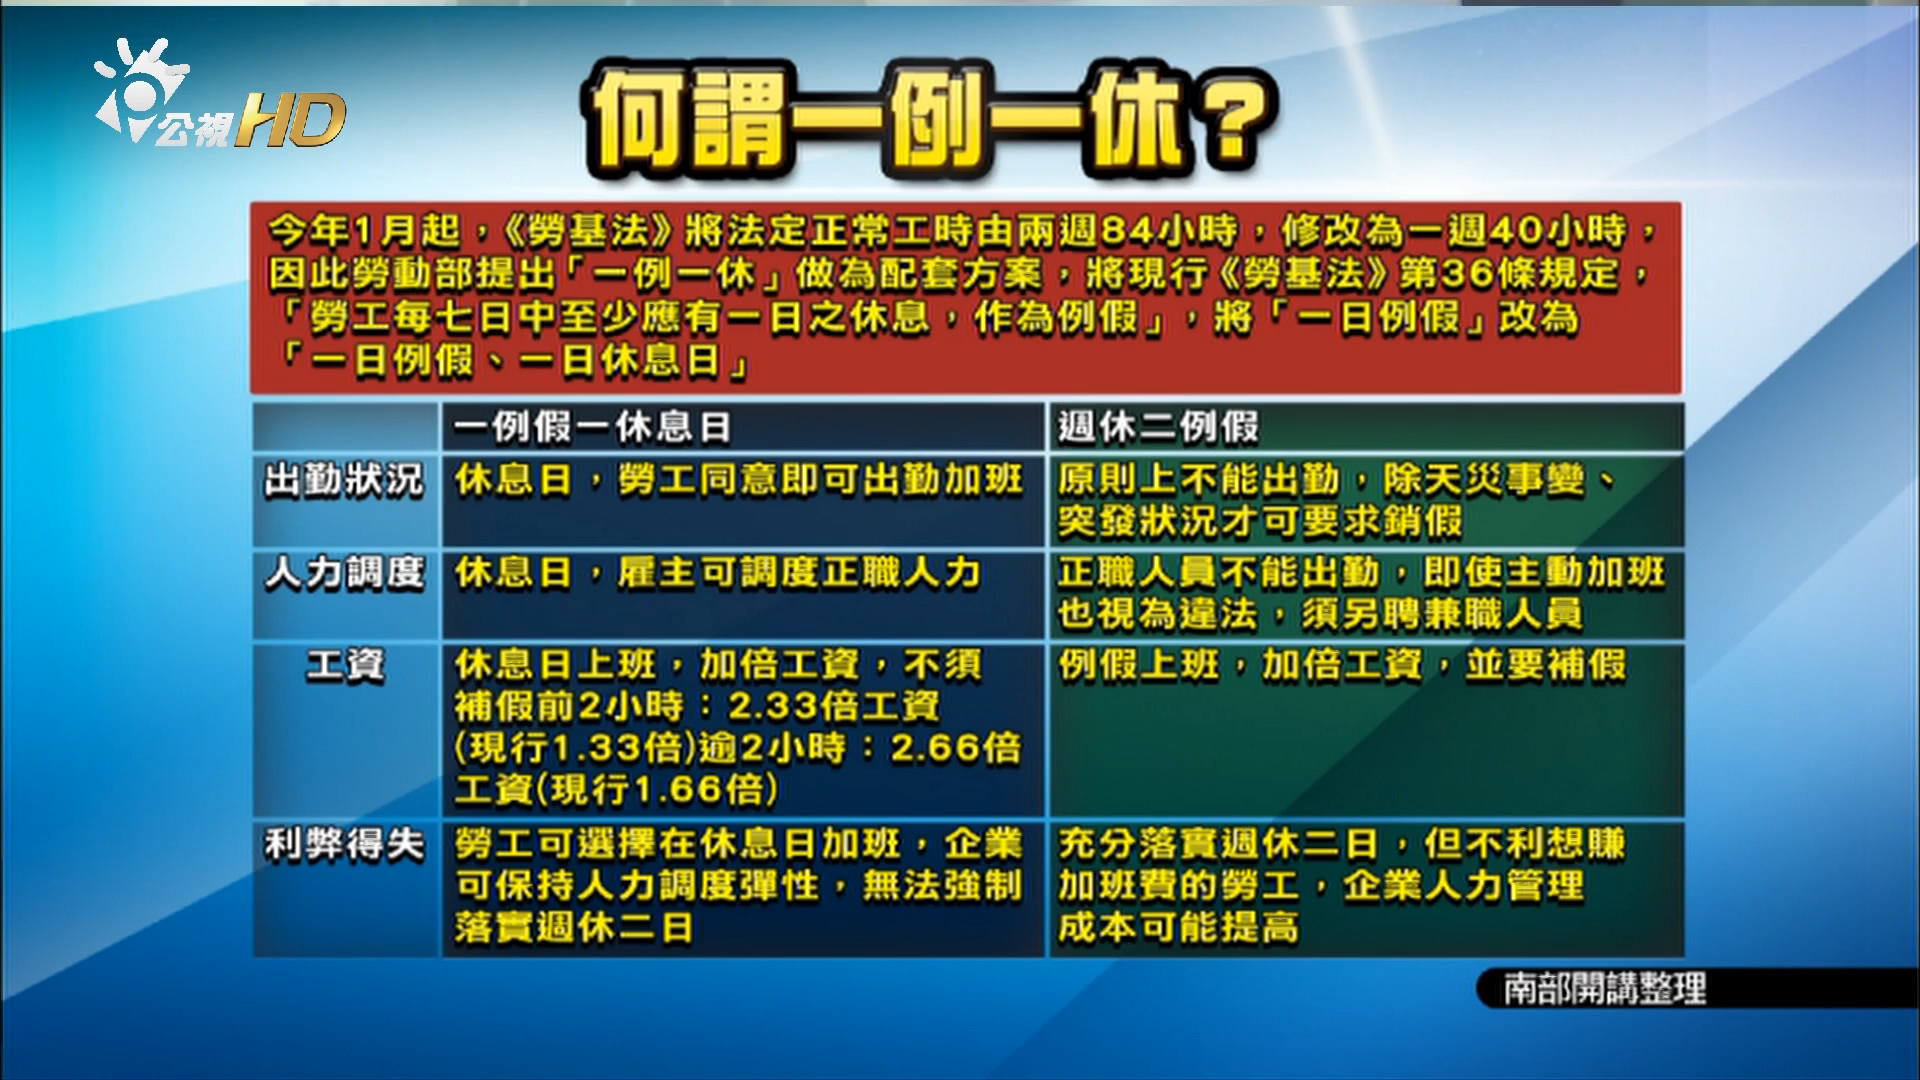 公視HD
何謂一例一休？
今年1月起，《勞基法》將法定正常工時由兩週84小時，修改為一週40小時，
因此勞動部提出「一例一休」做為配套方案，將現行《勞基法》第36條規定，
「勞工每七日中至少應有一日之休息，作為例假」，將「一日例假」改為
「一日例假、一日休息日」
一例假一休息日
週休二例假
出勤狀況
休息日，勞工同意即可出勤加班
原則上不能出勤，除天災事變、
突發狀況才可要求銷假
人力調度
休息日，雇主可調度正職人力
正職人員不能出勤，即使主動加班
也視為違法，須另聘兼職人員
工資
休息日上班，加倍工資，不須
補假前2小時：2.33倍工資
(現行1.33倍)逾2小時：2.66倍
工資(現行1.66倍)
例假上班，加倍工資，並要補假
利弊得失
勞工可選擇在休息日加班，企業
可保持人力調度彈性，無法強制
落實週休二日
充分落實週休二日，但不利想賺
加班費的勞工，企業人力管理
成本可能提高
南部開講整理